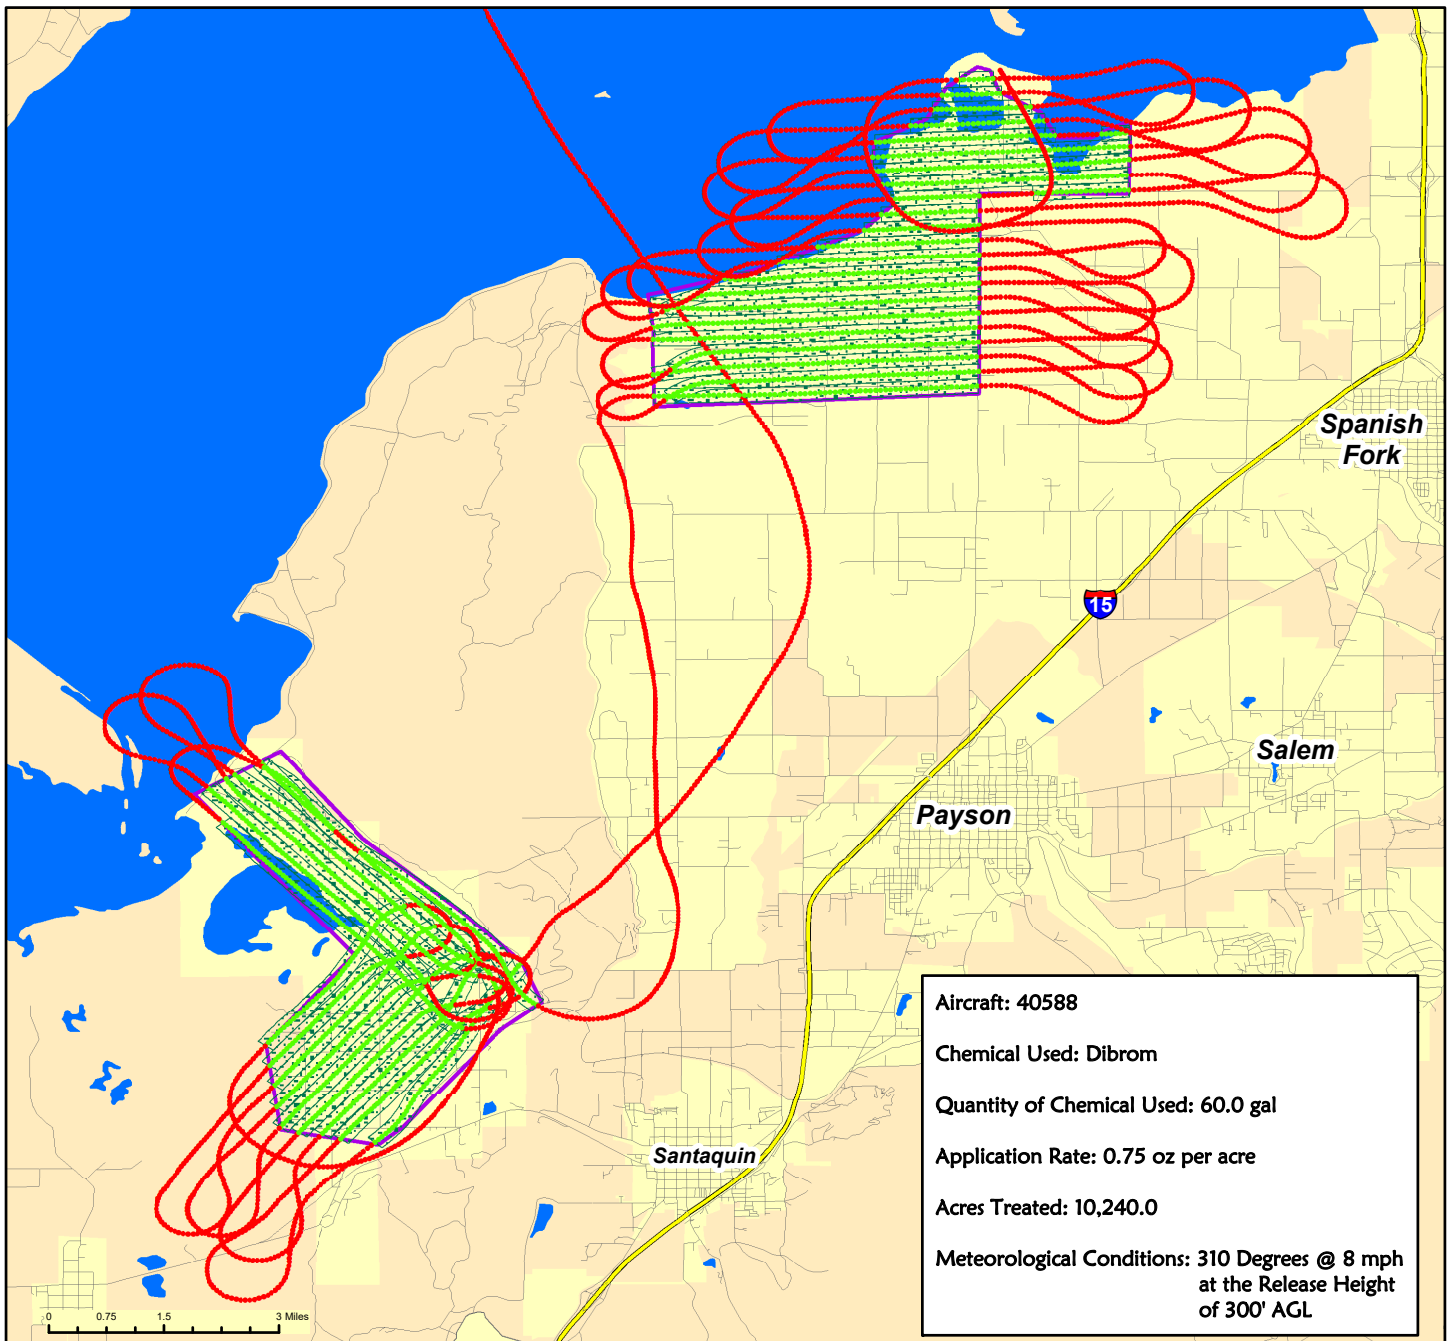 Spanish
Fork
15
Salem
Payson
Santaquin
Aircraft: 40588
Chemical Used: Dibrom
Quantity of Chemical Used: 60.0 gal
Application Rate: 0.75 oz per acre
Acres Treated: 10,240.0
Meteorological Conditions: 310 Degrees @ 8 mph
at the Release Height
of 300' AGL
0 0.75 1.5 3 Miles